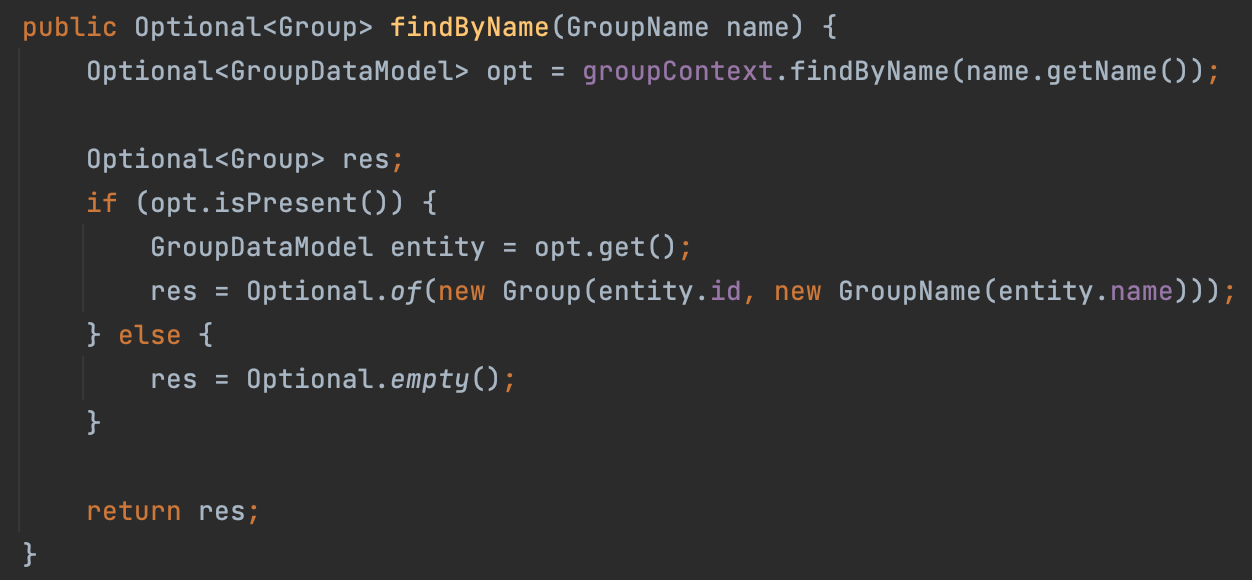 public Optional<Group> findByName(GroupName name) {
    Optional<GroupDataModel> opt = groupContext.findByName(name.getName());

    Optional<Group> res;
    if (opt.isPresent()) {
        GroupDataModel entity = opt.get();
        res = Optional.of(new Group(entity.id, new GroupName(entity.name)));
    } else {
        res = Optional.empty();
    }

    return res;
}